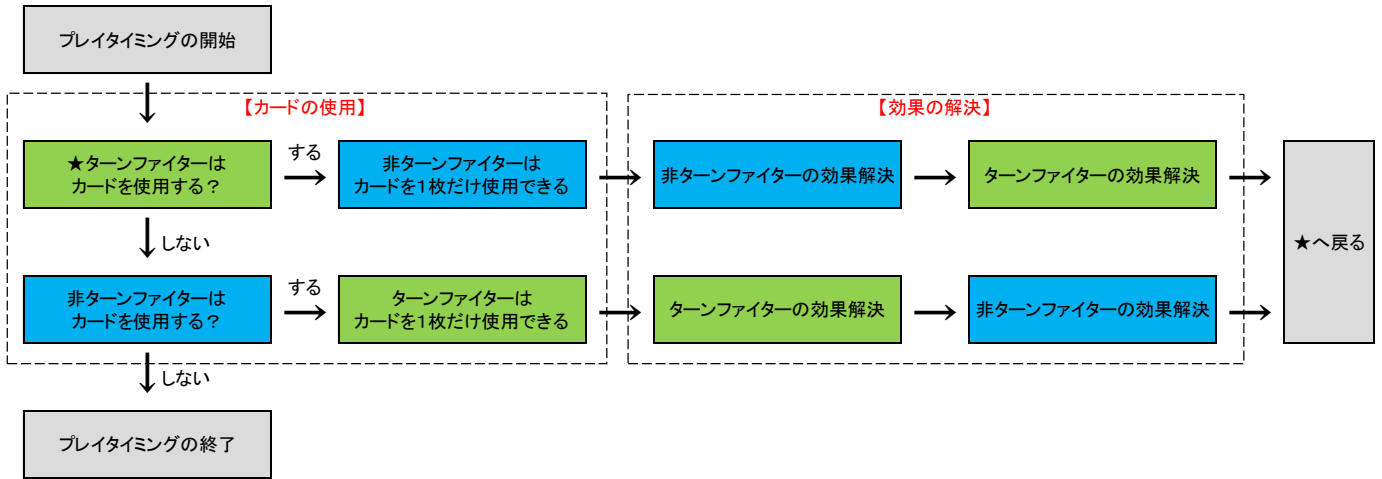 プレイタイミングの開始
【カードの使用】
★ターンファイターは
カードを使用する？
する
非ターンファイターは
カードを1枚だけ使用できる
しない
非ターンファイターは
カードを使用する？
する
ターンファイターは
カードを1枚だけ使用できる
しない
プレイタイミングの終了
【効果の解決】
非ターンファイターの効果解決
ターンファイターの効果解決
ターンファイターの効果解決
非ターンファイターの効果解決
★へ戻る